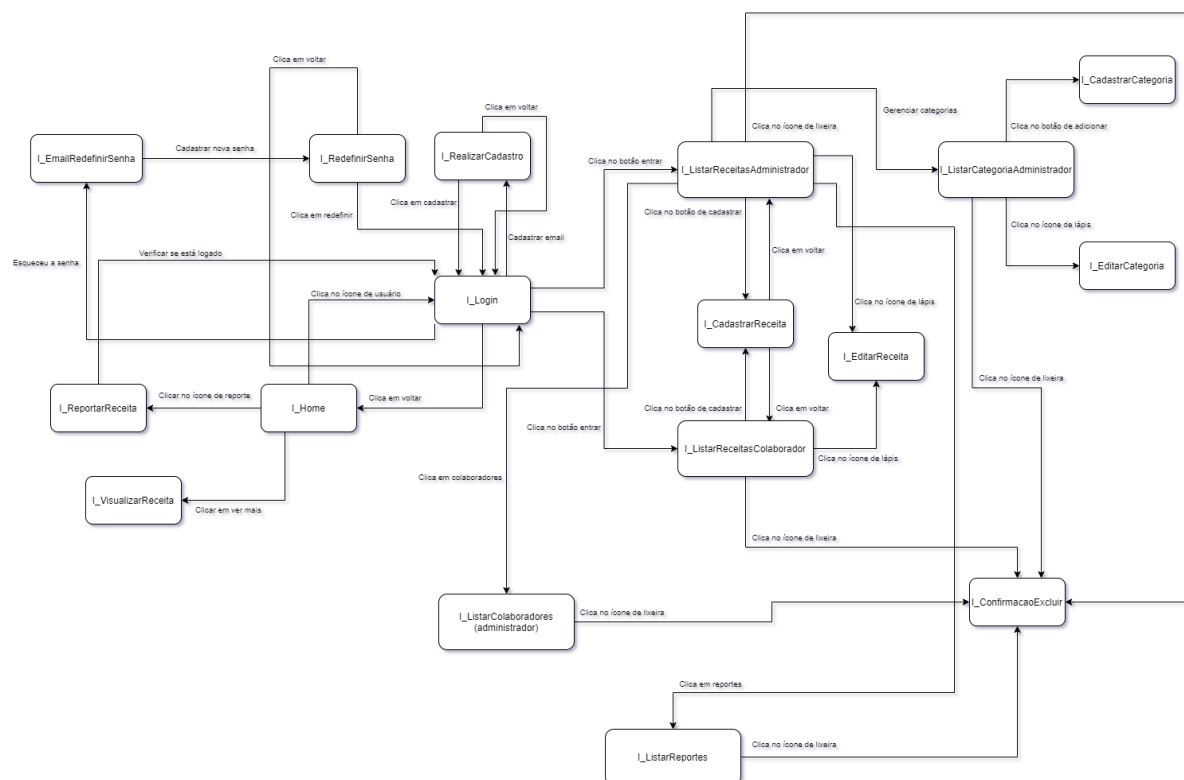 Clica em voltar
I_CadastrarCategoria
Clica em voltar
Gerenciar categorias
Clica no ícone de lixeira
Clica no botão de adicionar
I_EmailRedefinirSenha
Cadastrar nova senha
I_RedefinirSenha
I_RealizarCadastro
Clica no botão entrar
I_ListarReceitasAdministrador
I_ListarCategoriaAdministrador
Clica em cadastrar
Clica em redefinir
Clica no botão de cadastrar
Clica no ícone de lápis
Cadastrar email
Clica em voltar
Verificar se está logado
Esqueceu a senha
I_EditarCategoria
Clica no ícone de usuário
I_Login
Clica no ícone de lápis
I_CadastrarReceita
I_EditarReceita
Clica no ícone de lixeira
Clicar no ícone de reporte
Clica em voltar
I_ReportarReceita
I_Home
Clica no botão de cadastrar
Clica em voltar
Clica no botão entrar
I_ListarReceitasColaborador
Clica no ícone de lápis
Clica em colaboradores
I_VisualizarReceita
Clicar em ver mais
Clica no ícone de lixeira
I_ConfirmacaoExcluir
I_ListarColaboradores
(administrador)
Clica no ícone de lixeira
Clica em reportes
I_ListarReportes
Clica no ícone de lixeira